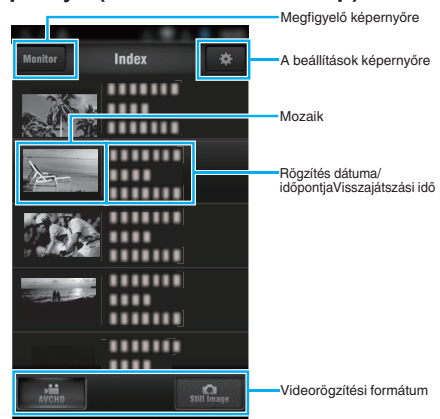 Megfigyelő képernyőre
Monitor
Index
A beállítások képernyőre
Mozaik
Rögzítés dátuma/
időpontjaVisszajátszási idő
AVCHD
Still Image
Videorögzítési formátum